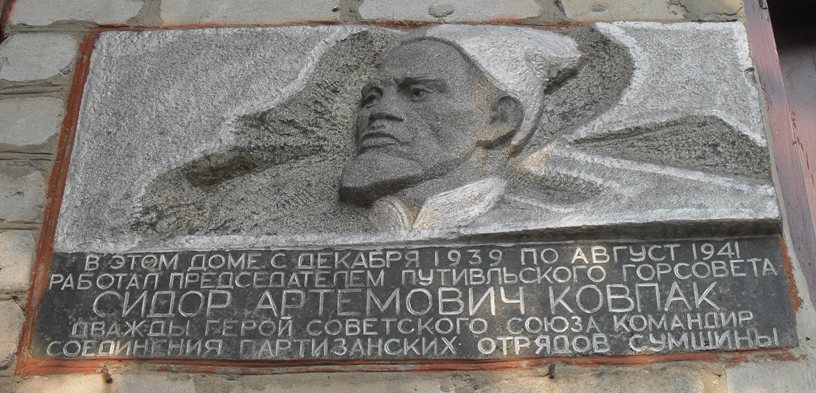 В ЭТОМ ДОМЕ С ДЕКАБРЯ 1939 ПО АВГУСТ 1941
РАБОТАЛ ПРЕДСЕДАТЕЛЕМ ПУТИВЛЬСКОГО ГОРСОВЕТА
СИДОР АРТЕМОВИЧ КОВПАК
ДВАЖДЫ ГЕРОЙ СОВЕТСКОГО СОЮЗА КОМАНДИР
СОЕДИНЕНИЯ ПАРТИЗАНСКИХ ОТРЯДОВ СУМЩИНЫ